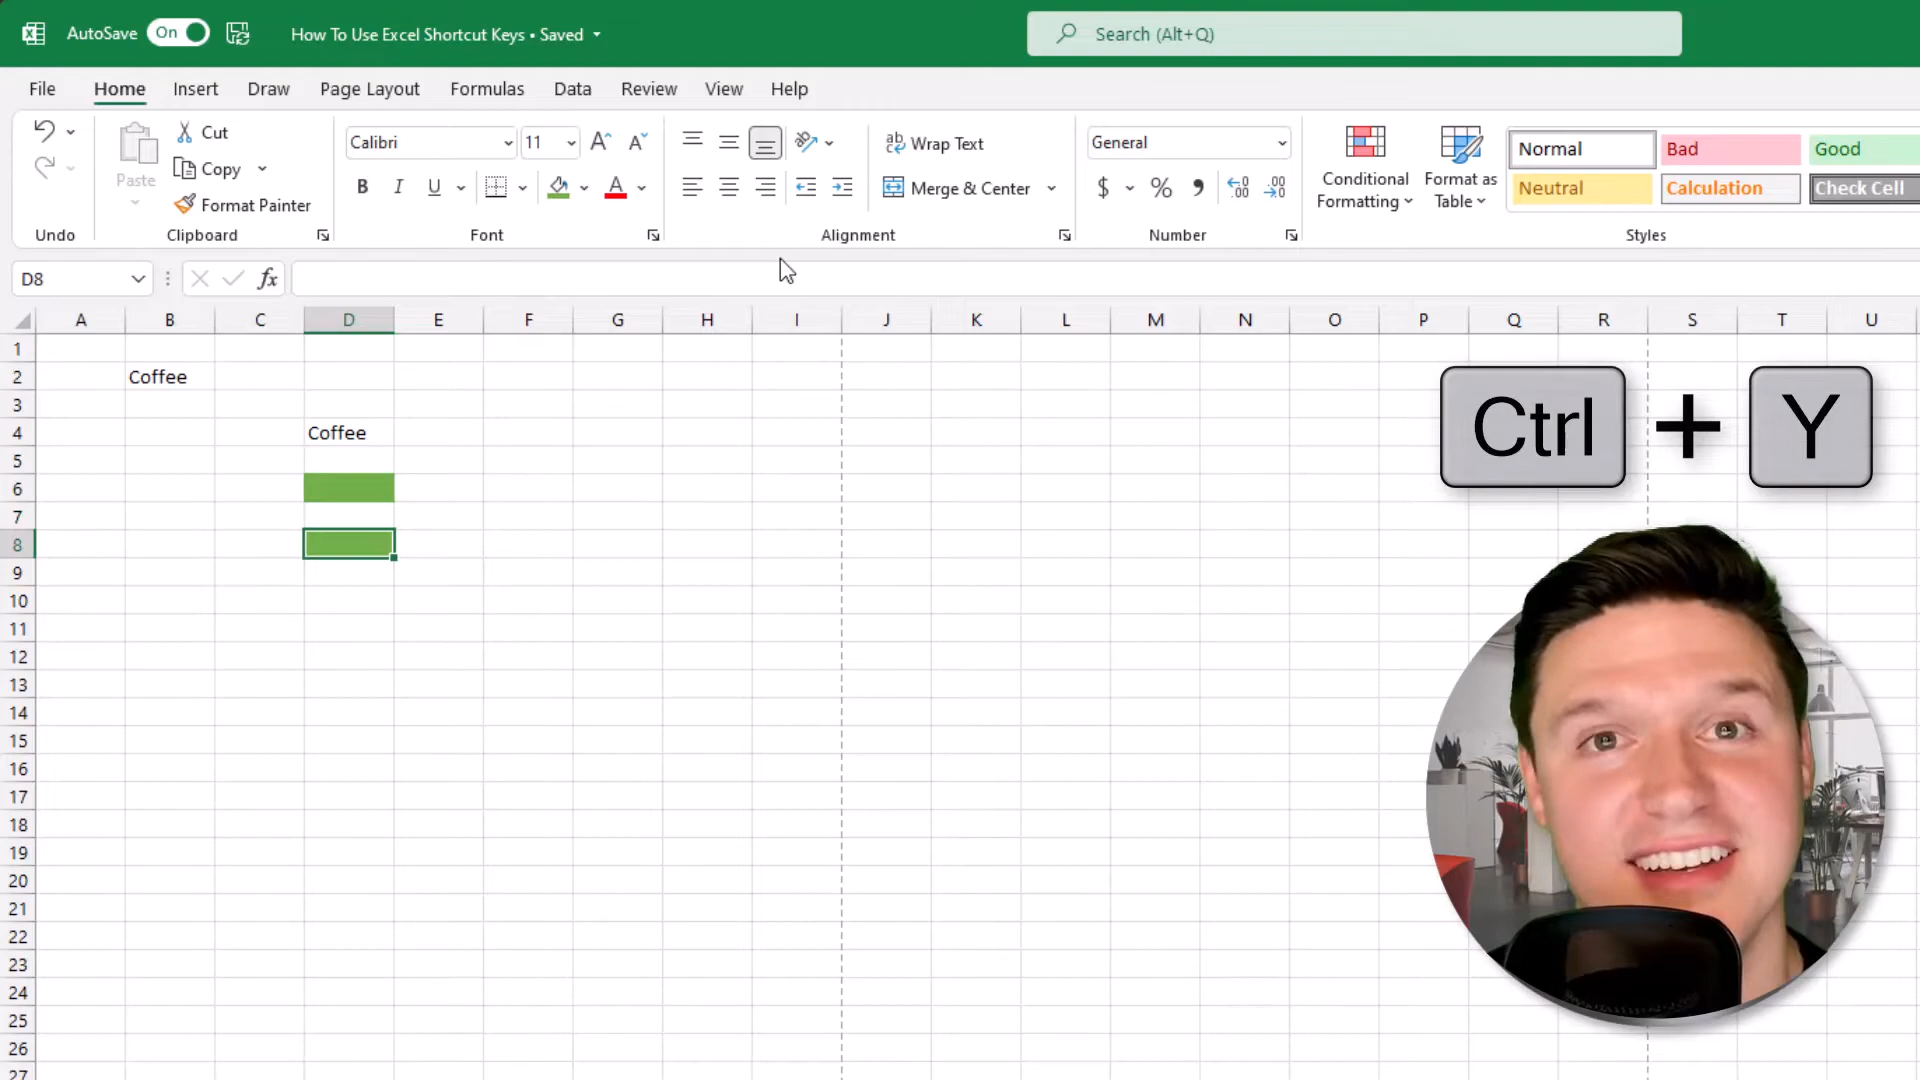 AutoSave On How To Use Excel Shortcut Keys • Saved Search (Alt+Q)
File Home Insert Draw Page Layout Formulas Data Review View Help
Paste
Cut
Copy
Format Painter
Calibri 11
B I U
Wrap Text
Merge & Center
General
$ % 9
Conditional Formatting
Format as Table
Normal Bad Good
Neutral Calculation Check Cell
Undo Clipboard Font Alignment Number Styles
D8 fx
A B C D E F G H I J K L M N O P Q R S T U
1
2 Coffee
3
4 Coffee
5
6
7
8
9
10
11
12
13
14
15
16
17
18
19
20
21
22
23
24
25
26
27
Ctrl + Y